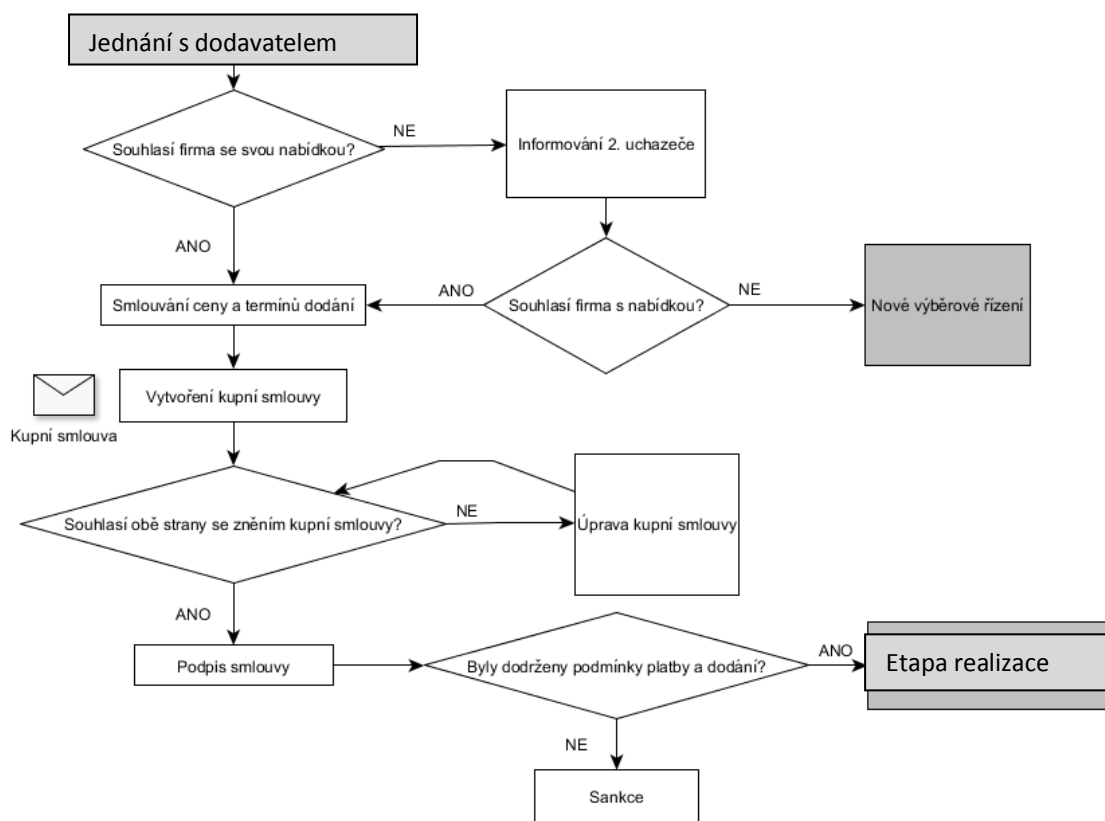 Jednání s dodavatelem
NE
Souhlasí firma se svou nabídkou?
Informování 2. uchazeče
ANO
ANO
NE
Smlouvání ceny a termínů dodání
Souhlasí firma s nabídkou?
Nové výběrové řízení
Vytvoření kupní smlouvy
Kupní smlouva
Souhlasí obě strany se zněním kupní smlouvy?
NE
Úprava kupní smlouvy
ANO
Podpis smlouvy
Byly dodrženy podmínky platby a dodání?
ANO
Etapa realizace
NE
Sankce